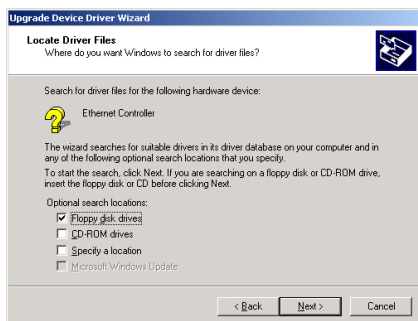 Upgrade Device Driver Wizard
Locate Driver Files
Where do you want Windows to search for driver files?
Search for driver files for the following hardware device:
Ethernet Controller
The wizard searches for suitable drivers in its driver database on your computer and in
any of the following optional search locations that you specify.
To start the search, click Next. If you are searching on a floppy disk or CD-ROM drive,
insert the floppy disk or CD before clicking Next.
Optional search locations:
Floppy disk drives
CD-ROM drives
Specify a location
Microsoft Windows Update
< Back
Next >
Cancel